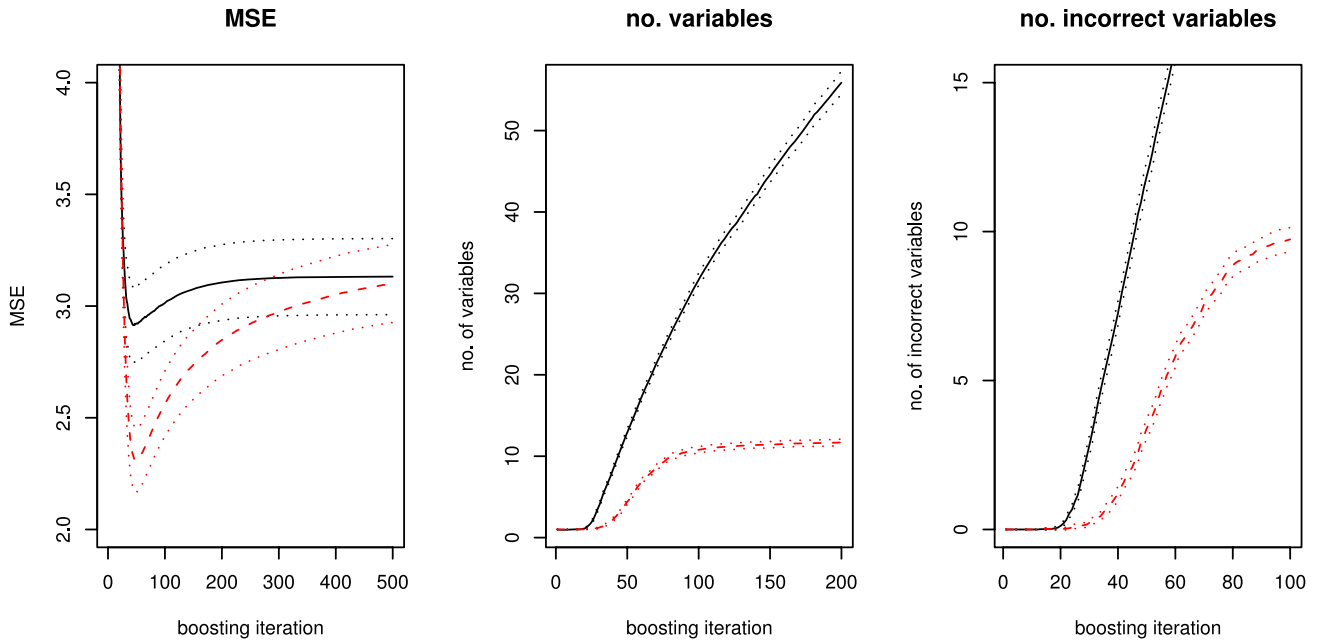 MSE
4.0
3.5
3.0
2.5
2.0
MSE
0 100 200 300 400 500
boosting iteration
no. variables
50
40
30
20
10
0
no. of variables
0 50 100 150 200
boosting iteration
no. incorrect variables
15
10
5
0
no. of incorrect variables
0 20 40 60 80 100
boosting iteration